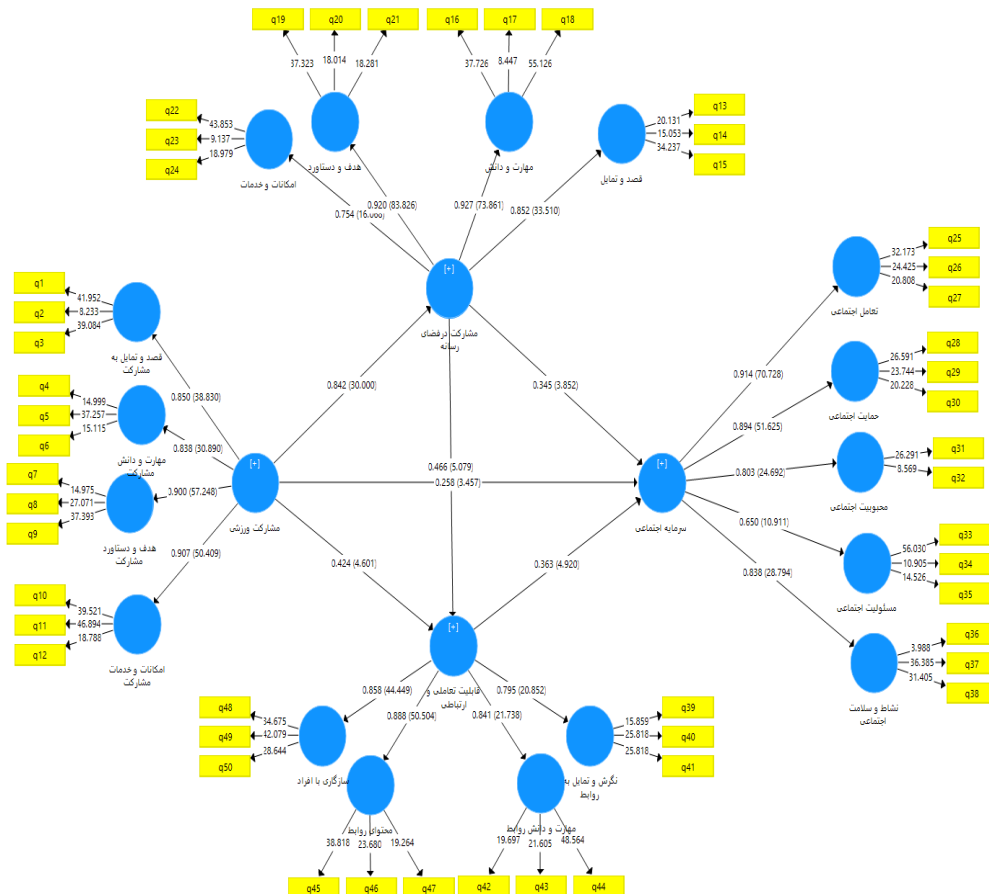 q19
q20
q21
q16
q17
q18
37.323
18.014
18.281
37.726
8.447
55.126
q22
q23
q24
43.853
9.137
18.979
q13
q14
q15
20.131
15.053
34.237
هدف و دستاورد
مهارت و دانش
امکانات و خدمات
قصد و تمایل
0.920 (83.826)
0.927 (73.861)
0.852 (33.510)
0.754
[+]
مشارکت در فضای
رسانه
q1
q2
q3
41.952
8.233
39.084
قصد و تمایل به
مشارکت
q25
q26
q27
32.173
24.425
20.808
تعامل اجتماعی
q4
q5
q6
14.999
37.257
15.115
مهارت و دانش
مشارکت
0.850 (38.830)
0.842 (30.000)
0.345 (3.852)
0.914 (70.728)
q28
q29
q30
26.591
23.744
20.228
حمایت اجتماعی
0.838 (30.890)
0.894 (51.625)
q7
q8
q9
14.975
27.071
37.393
هدف و دستاورد
مشارکت
0.900 (57.248)
[+]
مشارکت ورزشی
0.466 (5.079)
0.258 (3.457)
[+]
سرمایه اجتماعی
0.803 (24.692)
q31
q32
26.291
8.569
محبوبیت اجتماعی
0.907 (50.409)
0.424 (4.601)
0.363 (4.920)
0.650 (10.911)
0.838 (28.794)
q33
q34
q35
56.030
10.905
14.526
مسئولیت اجتماعی
q10
q11
q12
39.521
46.894
18.788
امکانات و خدمات
مشارکت
[+]
قابلیت تعاملی و
ارتباطی
q36
q37
q38
3.988
36.385
31.405
نشاط و سلامت
اجتماعی
0.858 (44.449)
0.888 (50.504)
0.841 (21.738)
0.795 (20.852)
q48
q49
q50
34.675
42.079
28.644
سازگاری با افراد
q39
q40
q41
15.859
25.818
25.818
نگرش و تمایل به
روابط
محتوای روابط
مهارت و دانش روابط
38.818
23.680
19.264
19.697
21.605
48.564
q45
q46
q47
q42
q43
q44